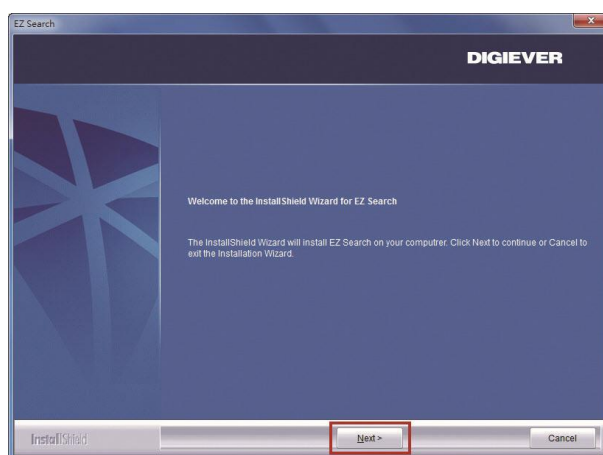 EZ Search
DIGIEVER
Welcome to the InstallShield Wizard for EZ Search
The InstallShield Wizard will install EZ Search on your computrer. Click Next to continue or Cancel to
exit the Installation Wizard.
InstallShield
Next >
Cancel